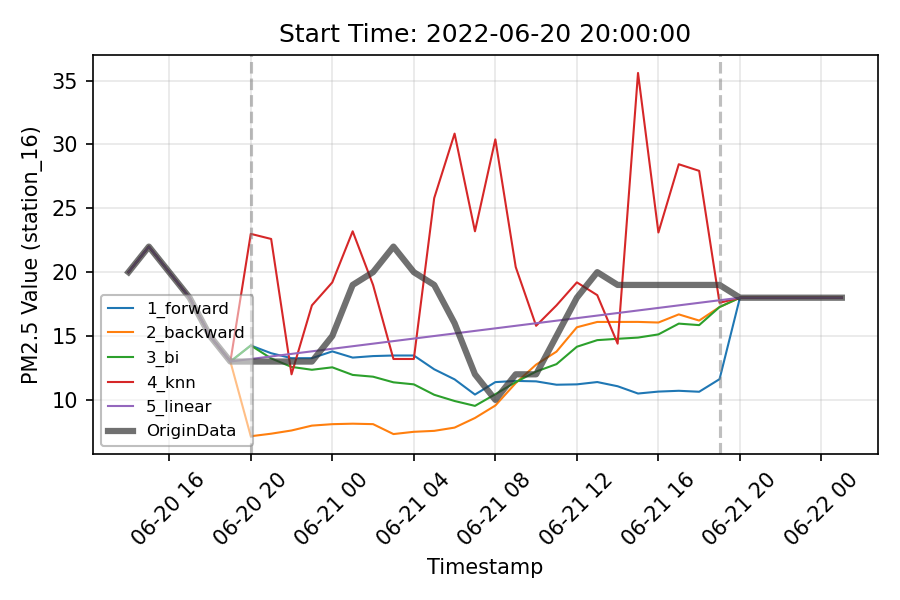 Start Time: 2022-06-20 20:00:00
PM2.5 Value (station_16)
35
30
25
20
15
10
1_forward
2_backward
3_bi
4_knn
5_linear
OriginData
06-20 16
06-20 20
06-21 00
06-21 04
06-21 08
06-21 12
06-21 16
06-21 20
06-22 00
Timestamp